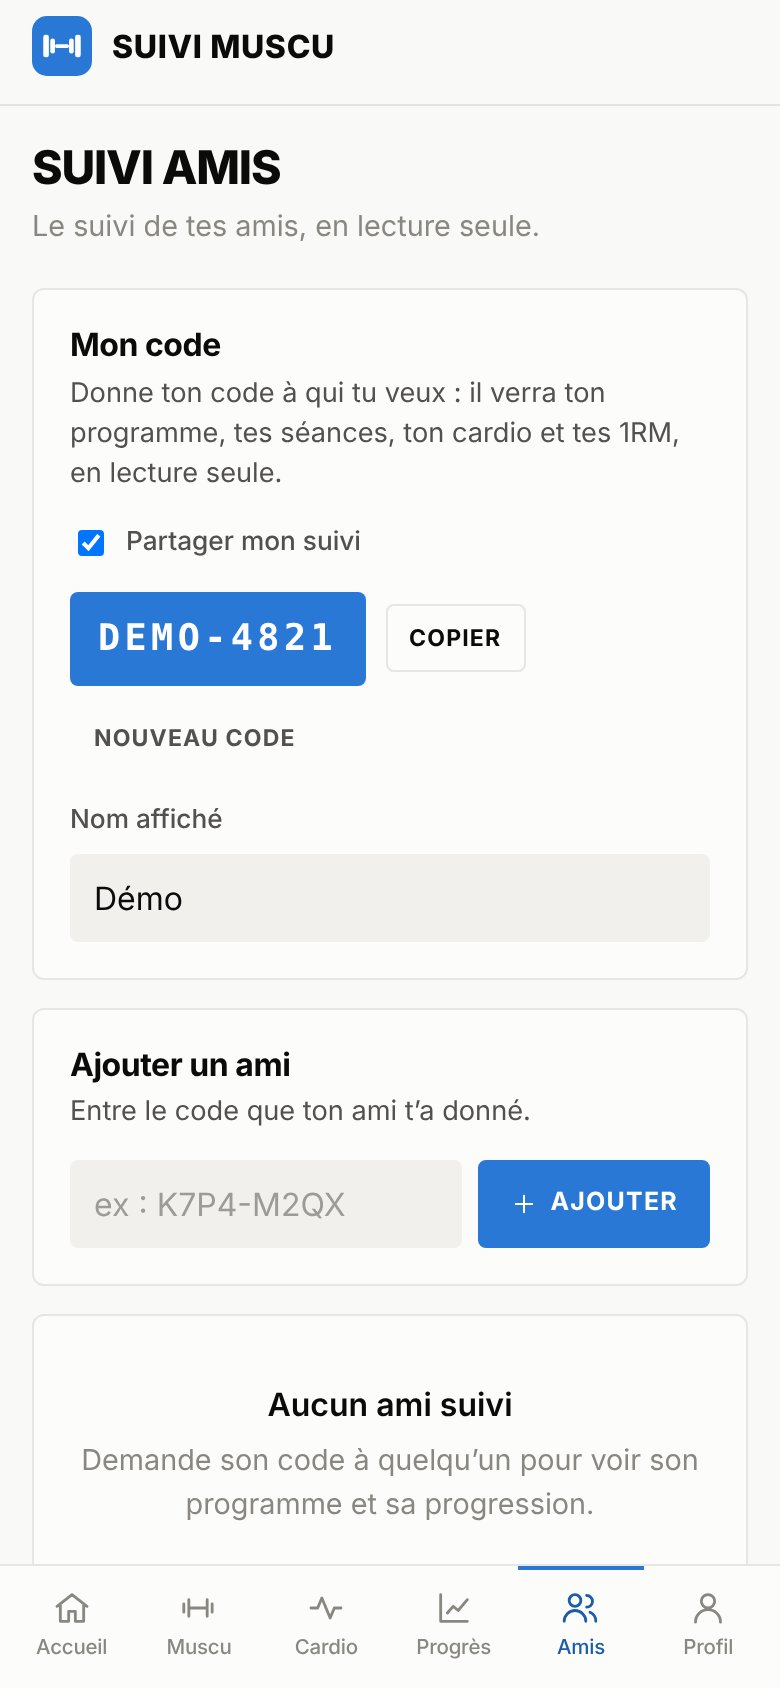 SUIVI MUSCU
SUIVI AMIS
Le suivi de tes amis, en lecture seule.
Mon code
Donne ton code à qui tu veux : il verra ton
programme, tes séances, ton cardio et tes 1RM,
en lecture seule.
Partager mon suivi
DEMO-4821
COPIER
NOUVEAU CODE
Nom affiché
Démo
Ajouter un ami
Entre le code que ton ami t’a donné.
ex : K7P4-M2QX
+ AJOUTER
Aucun ami suivi
Demande son code à quelqu’un pour voir son
programme et sa progression.
Accueil
Muscu
Cardio
Progrès
Amis
Profil